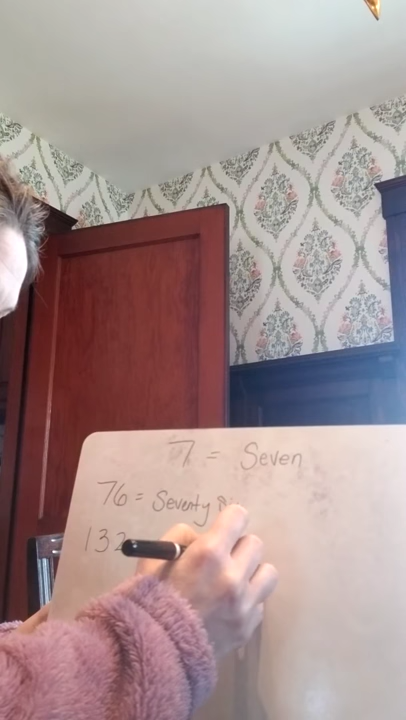 7 = Seven
76 = Seventy
132